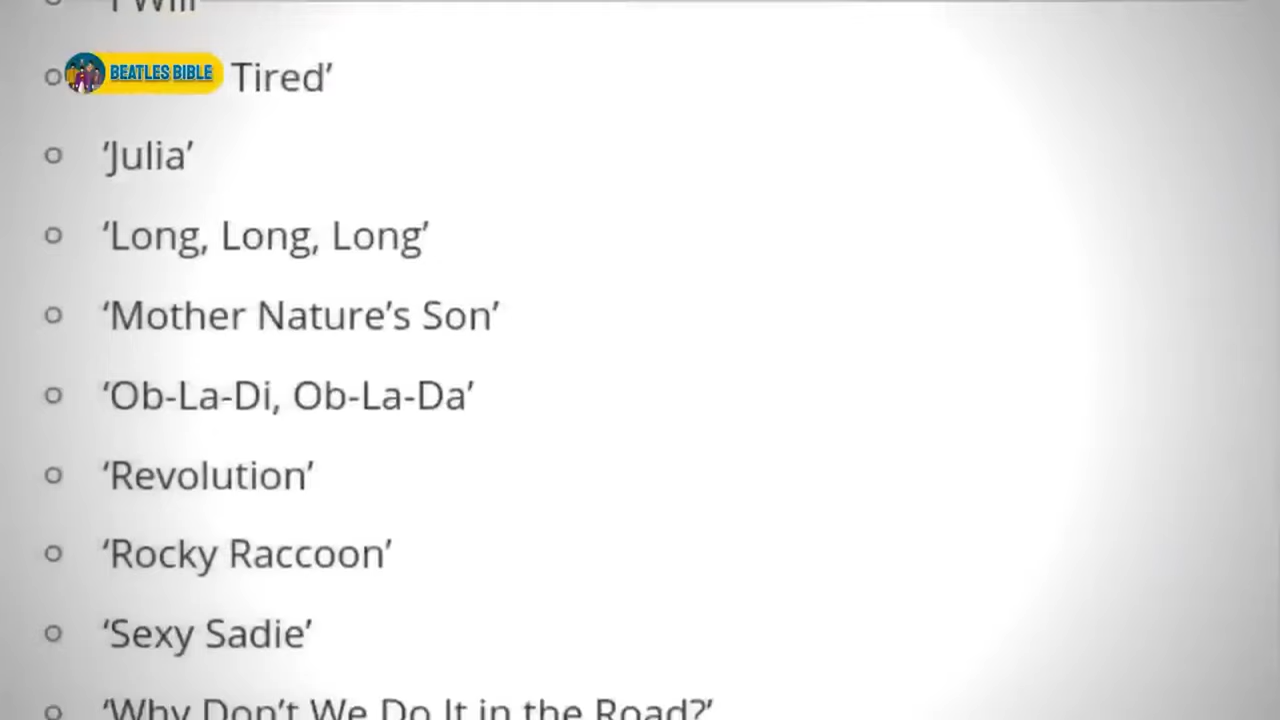 ‘I Will’
BEATLES BIBLE Tired’
‘Julia’
‘Long, Long, Long’
‘Mother Nature’s Son’
‘Ob-La-Di, Ob-La-Da’
‘Revolution’
‘Rocky Raccoon’
‘Sexy Sadie’
‘Why Don’t We Do It in the Road?’